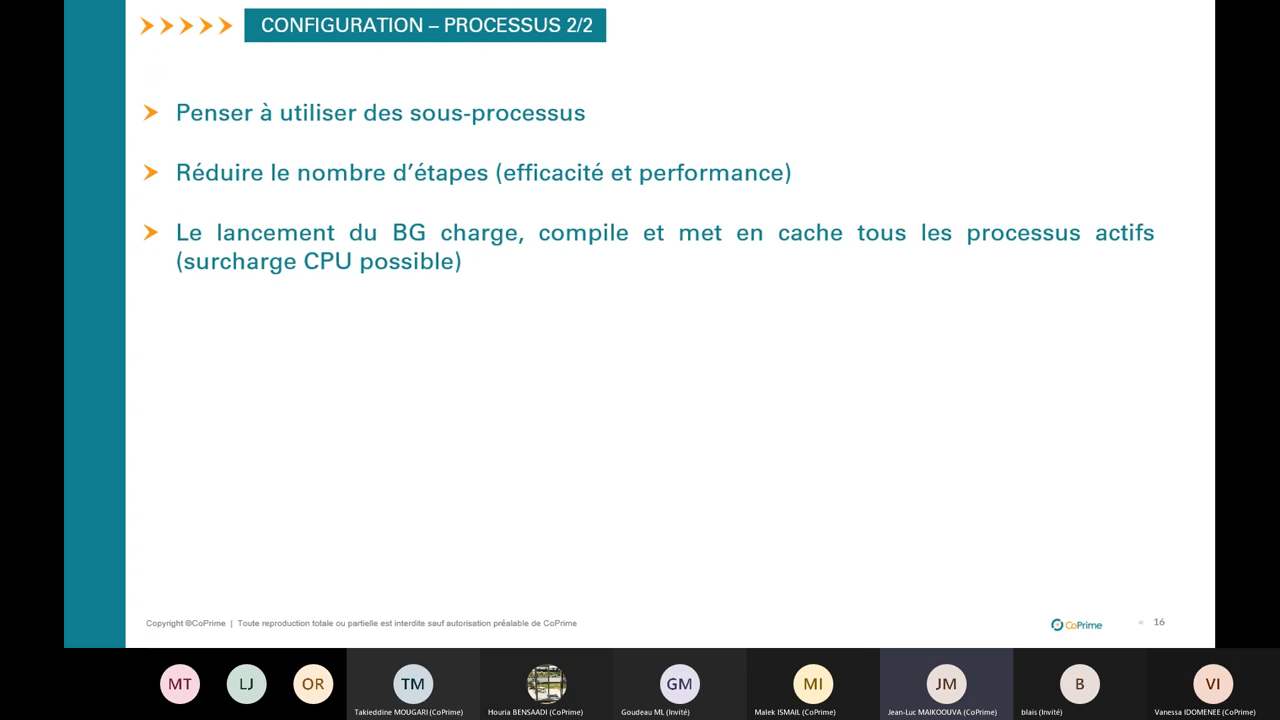 CONFIGURATION – PROCESSUS 2/2
Penser à utiliser des sous-processus
Réduire le nombre d’étapes (efficacité et performance)
Le lancement du BG charge, compile et met en cache tous les processus actifs
(surcharge CPU possible)
Copyright ©CoPrime | Toute reproduction totale ou partielle est interdite sauf autorisation préalable de CoPrime
CoPrime
16
MT LJ OR TM GM MI JM B VI
Takieddine MOUGARI (CoPrime) Houria BENSAADI (CoPrime) Goudeau ML (Invité) Malek ISMAIL (CoPrime) Jean-Luc MAIKOOUVA (CoPrime) blais (Invité) Vanessa IDOMENEE (CoPrime)